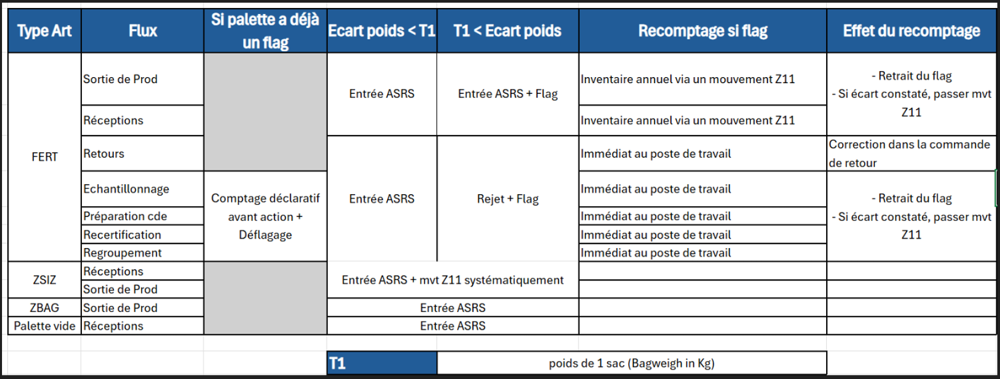 Type Art
Flux
Si palette a déjà
un flag
Ecart poids < T1
T1 < Ecart poids
Recomptage si flag
Effet du recomptage
FERT
Sortie de Prod
Entrée ASRS
Entrée ASRS + Flag
Inventaire annuel via un mouvement Z11
- Retrait du flag
- Si écart constaté, passer mvt
Z11
Réceptions
Inventaire annuel via un mouvement Z11
Retours
Entrée ASRS
Rejet + Flag
Immédiat au poste de travail
Correction dans la commande
de retour
Echantillonnage
Comptage déclaratif
avant action +
Déflagage
Immédiat au poste de travail
- Retrait du flag
- Si écart constaté, passer mvt
Z11
Préparation cde
Immédiat au poste de travail
Recertification
Immédiat au poste de travail
Regroupement
Immédiat au poste de travail
ZSIZ
Réceptions
Entrée ASRS + mvt Z11 systématiquement
Sortie de Prod
ZBAG
Sortie de Prod
Entrée ASRS
Palette vide
Réceptions
Entrée ASRS
T1
poids de 1 sac (Bagweigh in Kg)